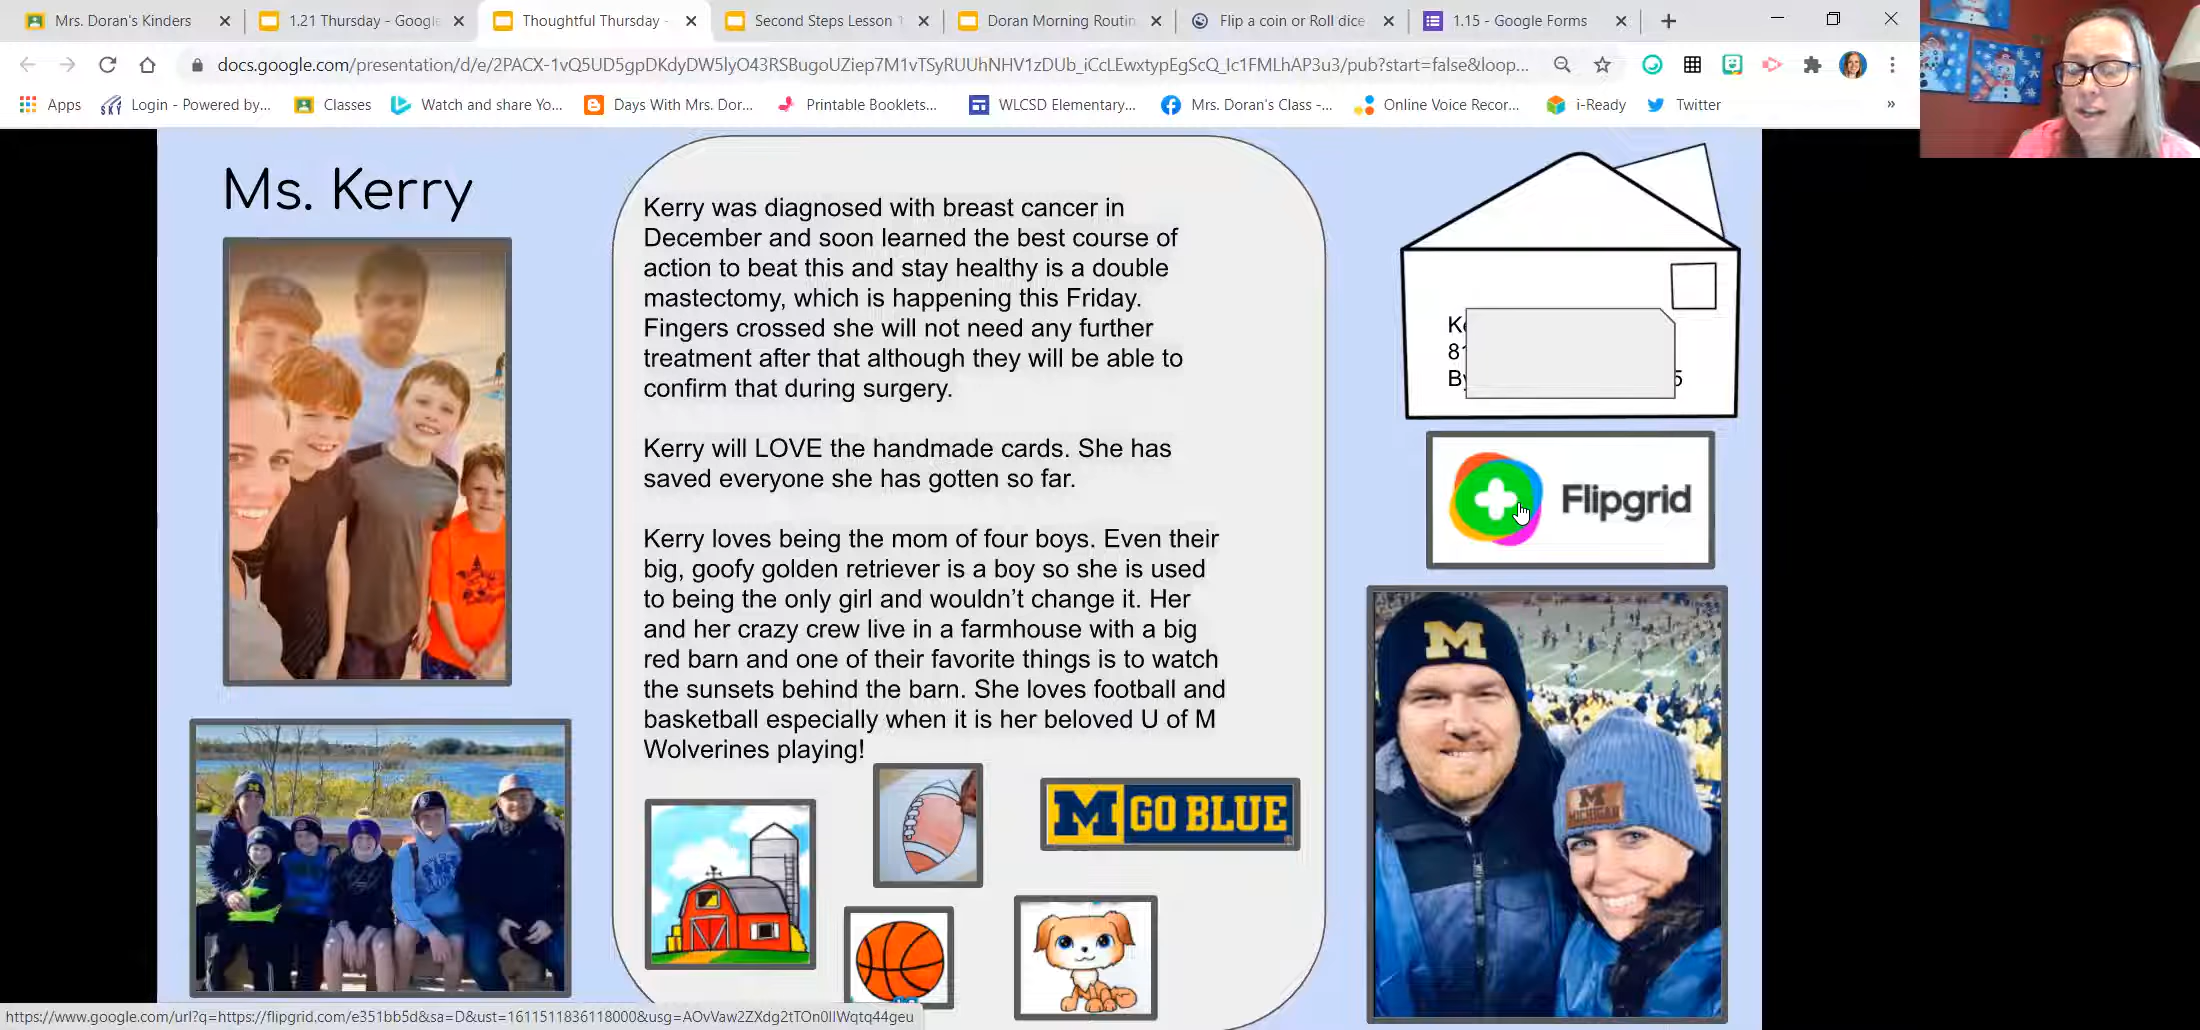 Mrs. Doran's Kinders
1.21 Thursday - Google
Thoughtful Thursday -
Second Steps Lesson 1
Doran Morning Routin
Flip a coin or Roll dice
1.15 - Google Forms
docs.google.com/presentation/d/e/2PACX-1vQ5UD5gpDKdyDW5lyO43RSBugoUZiep7M1vTSyRUUhNHV1zDUb_iCcLEwxtypEgScQ_Ic1FMLhAP3u3/pub?start=false&loop...
Apps
Login - Powered by...
Classes
Watch and share Yo...
Days With Mrs. Dor...
Printable Booklets...
WLCSD Elementary...
Mrs. Doran's Class -...
Online Voice Recor...
i-Ready
Twitter
»
Ms. Kerry
Kerry was diagnosed with breast cancer in
December and soon learned the best course of
action to beat this and stay healthy is a double
mastectomy, which is happening this Friday.
Fingers crossed she will not need any further
treatment after that although they will be able to
confirm that during surgery.
Kerry will LOVE the handmade cards. She has
saved everyone she has gotten so far.
Kerry loves being the mom of four boys. Even their
big, goofy golden retriever is a boy so she is used
to being the only girl and wouldn't change it. Her
and her crazy crew live in a farmhouse with a big
red barn and one of their favorite things is to watch
the sunsets behind the barn. She loves football and
basketball especially when it is her beloved U of M
Wolverines playing!
M GO BLUE
Flipgrid
M
M
MICHIGAN
https://www.google.com/url?q=https://flipgrid.com/e351bb5d&sa=D&ust=1611511836118000&usg=AOvVaw2ZXdg2tTOn0IIWqtq44geu